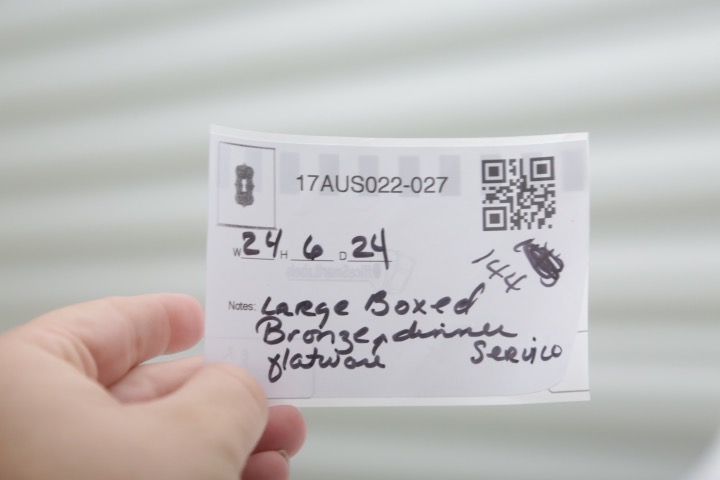 17AUS022-027
W 24 H 6 D 24
144
Notes: Large Boxed
Bronze, dinner
flatware Service